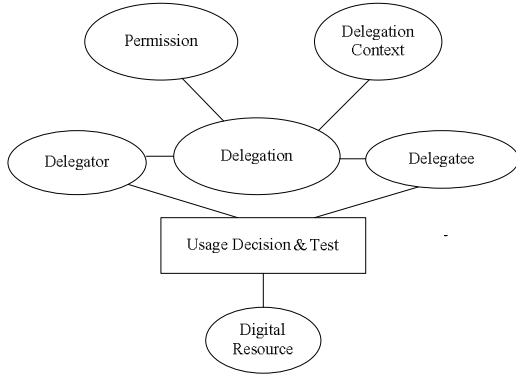 Permission
Delegation
Context
Delegator
Delegation
Delegatee
Usage Decision & Test
Digital
Resource